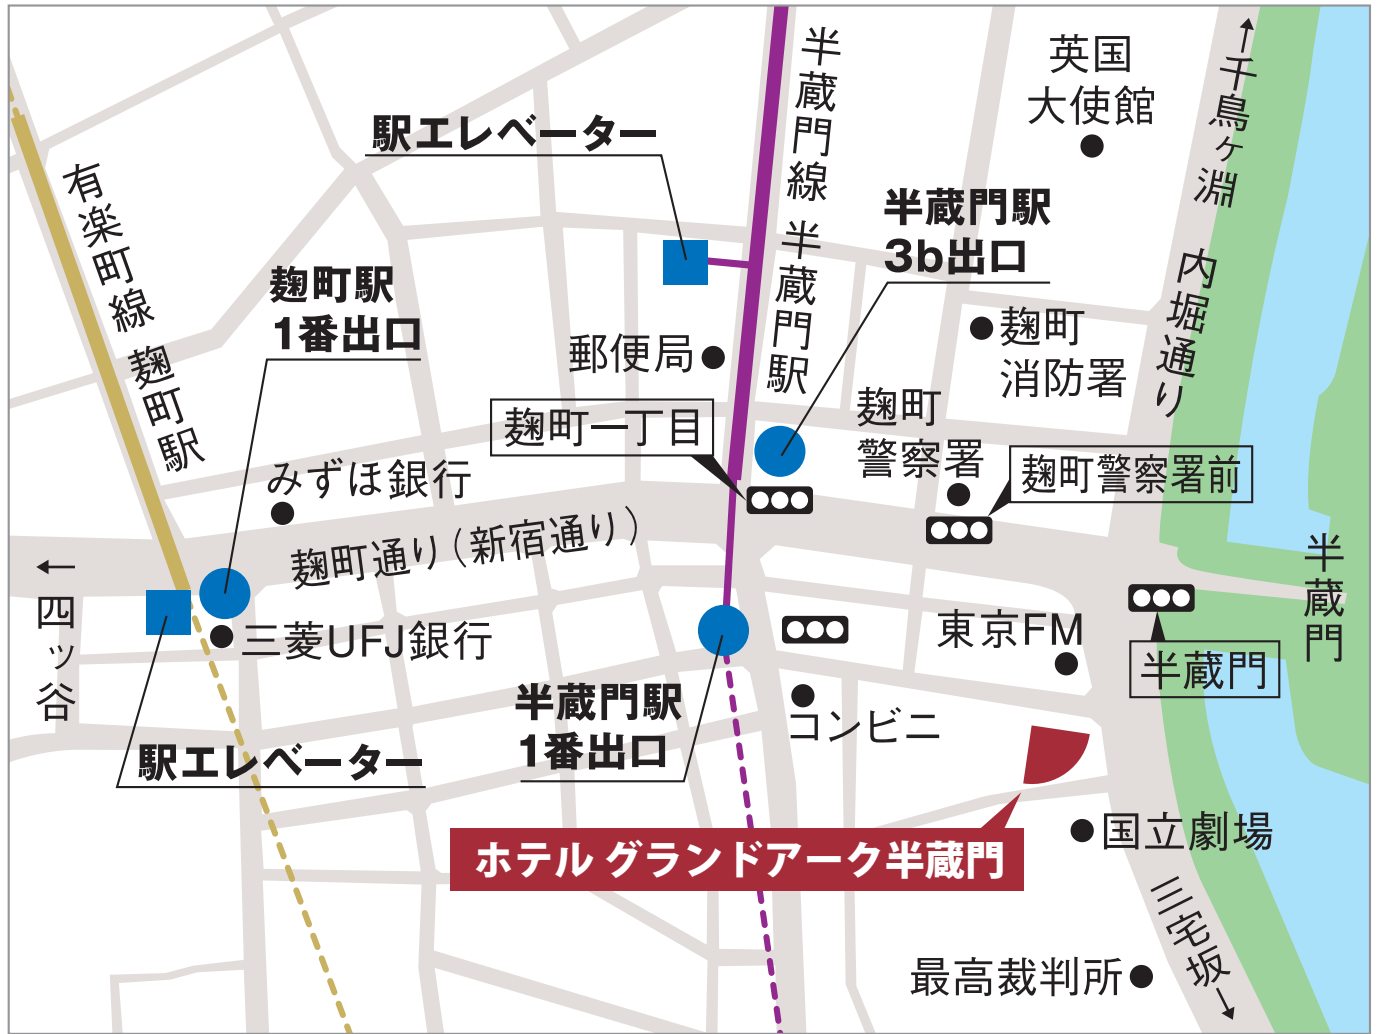 英国
大使館
↑千鳥ヶ淵
半蔵門線 半蔵門駅
駅エレベーター
有楽町線 麹町駅
半蔵門駅
3b出口
内堀通り
麹町駅
1番出口
郵便局
麹町
消防署
麹町一丁目
麹町
警察署
麹町警察署前
みずほ銀行
麹町通り(新宿通り)
半蔵門
←四ッ谷
三菱UFJ銀行
東京FM
半蔵門
半蔵門駅
1番出口
コンビニ
駅エレベーター
国立劇場
ホテル グランドアーク半蔵門
三宅坂→
最高裁判所